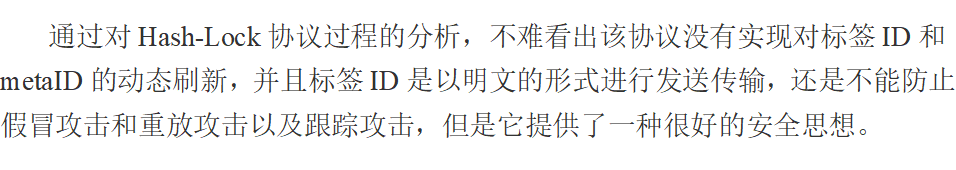 通过对 Hash-Lock 协议过程的分析，不难看出该协议没有实现对标签 ID 和
metaID 的动态刷新，并且标签 ID 是以明文的形式进行发送传输，还是不能防止
假冒攻击和重放攻击以及跟踪攻击，但是它提供了一种很好的安全思想。